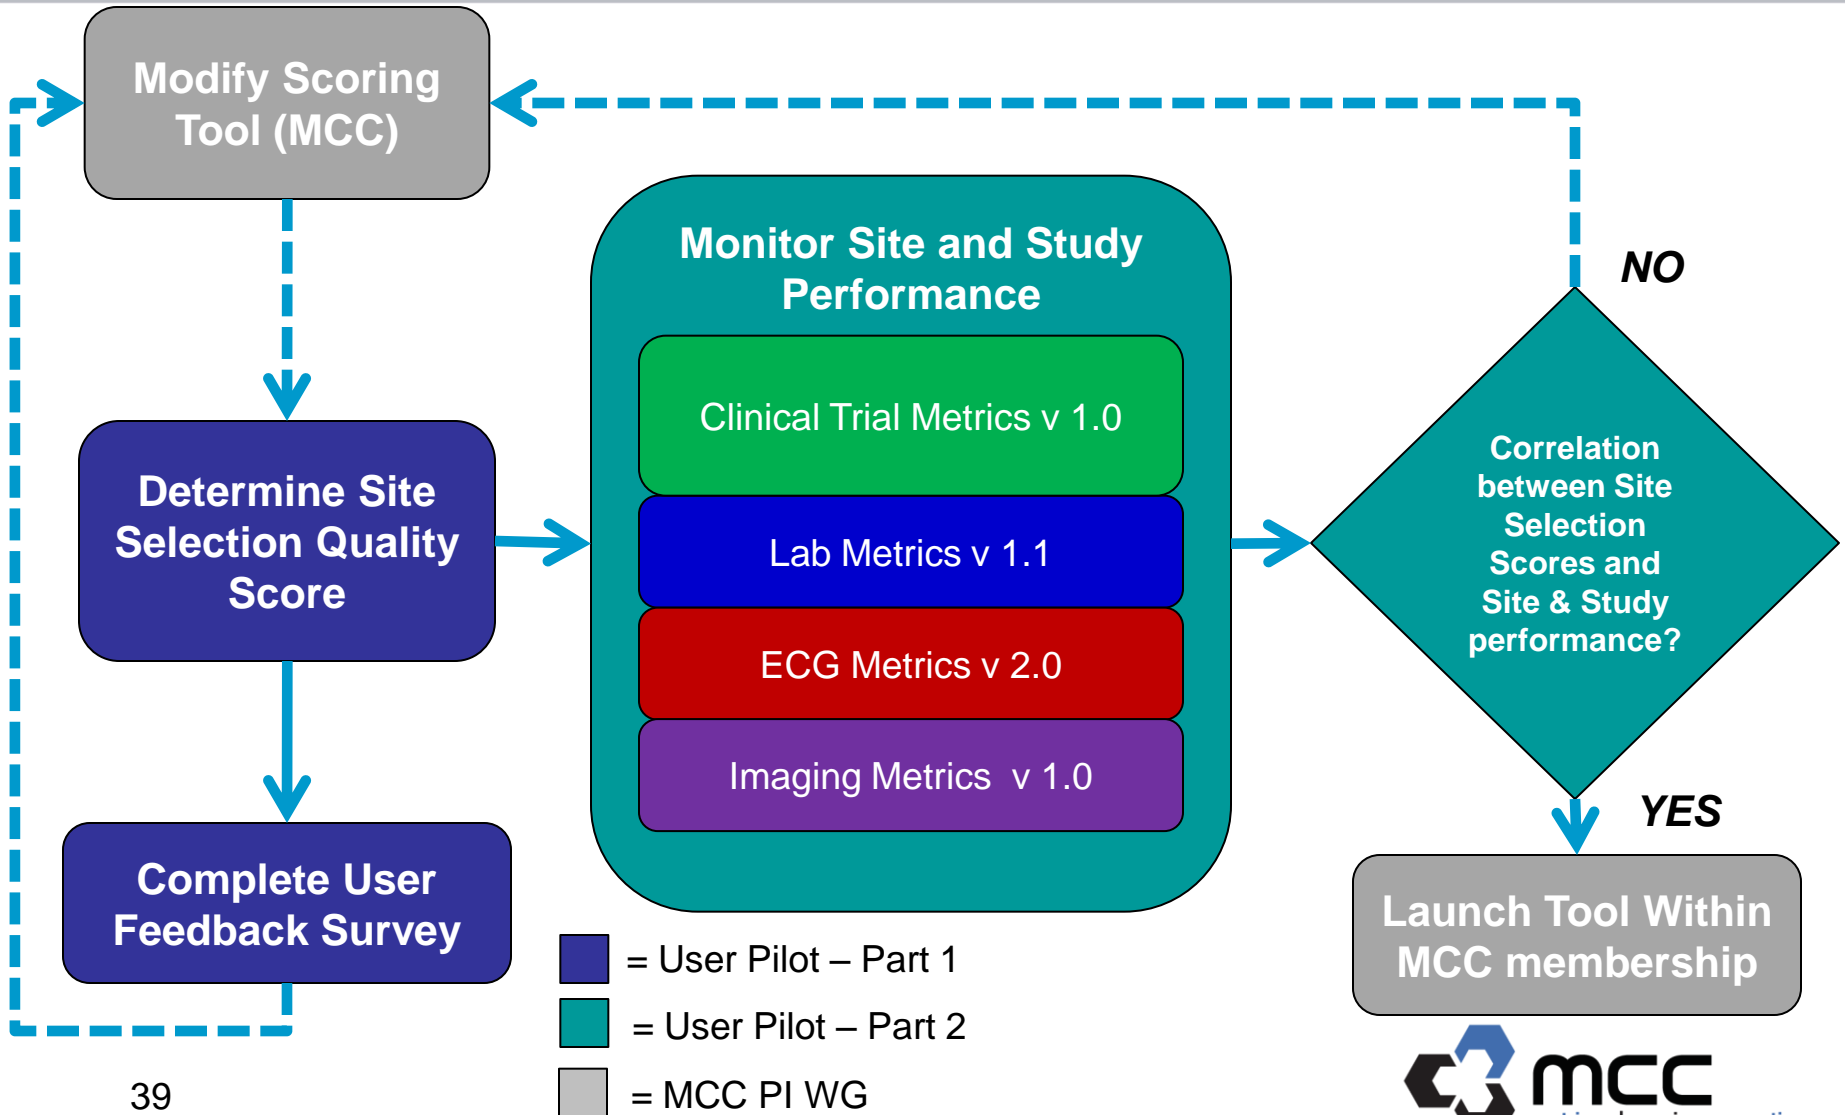 Modify Scoring
Tool (MCC)
Monitor Site and Study
Performance
Clinical Trial Metrics v 1.0
Lab Metrics v 1.1
ECG Metrics v 2.0
Imaging Metrics v 1.0
NO
Correlation
between Site
Selection
Scores and
Site & Study
performance?
YES
Determine Site
Selection Quality
Score
Complete User
Feedback Survey
Launch Tool Within
MCC membership
= User Pilot – Part 1
= User Pilot – Part 2
= MCC PI WG
39
mcc